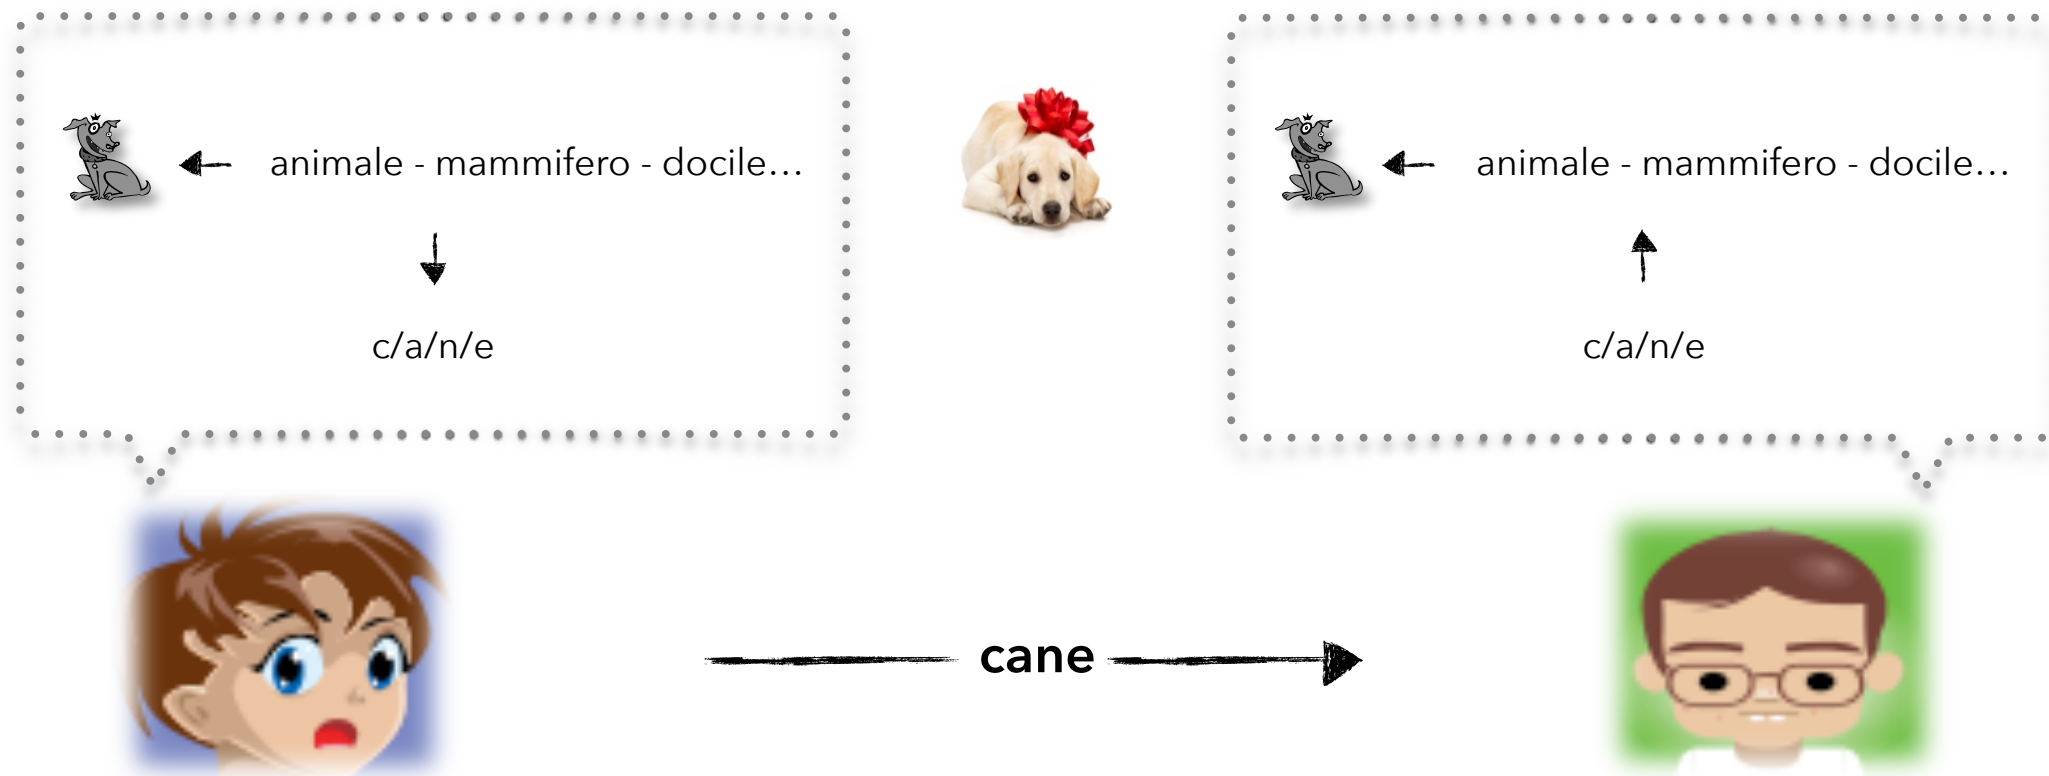 animale - mammifero - docile...
c/a/n/e
animale - mammifero - docile...
c/a/n/e
cane